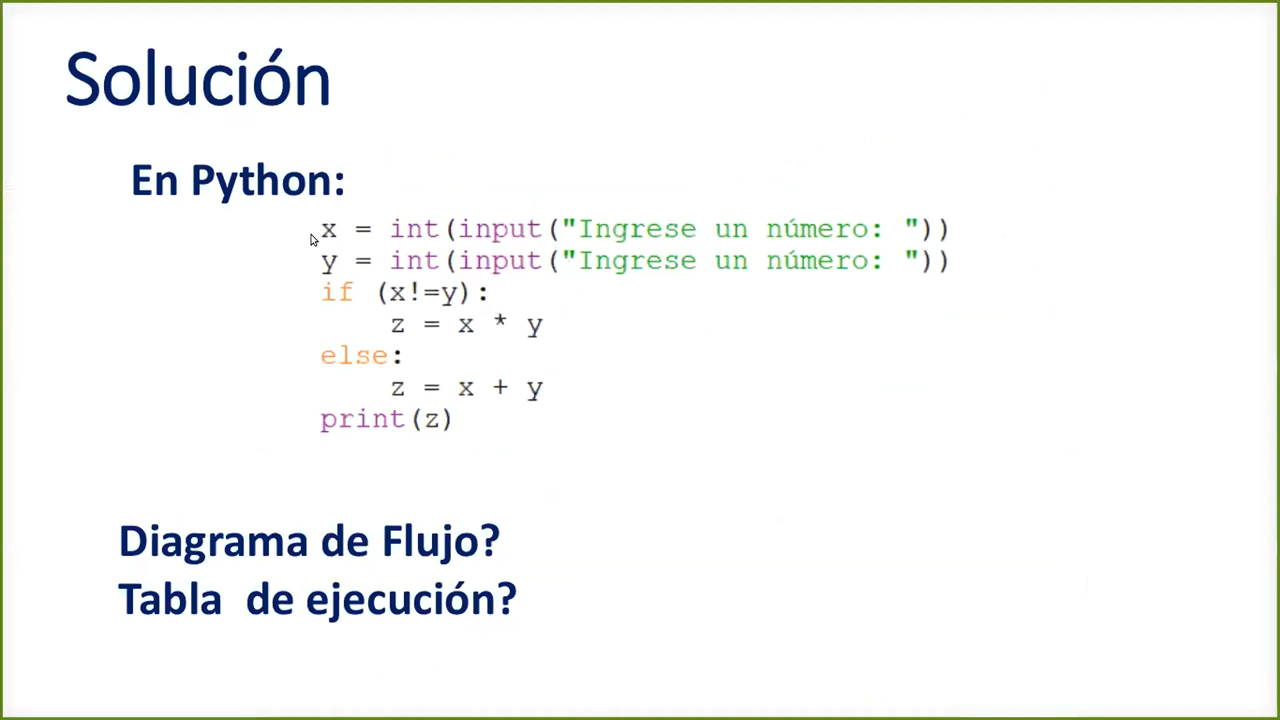 Solución
En Python:
x = int(input("Ingrese un número: "))
y = int(input("Ingrese un número: "))
if (x!=y):
    z = x * y
else:
    z = x + y
print(z)
Diagrama de Flujo?
Tabla  de ejecución?